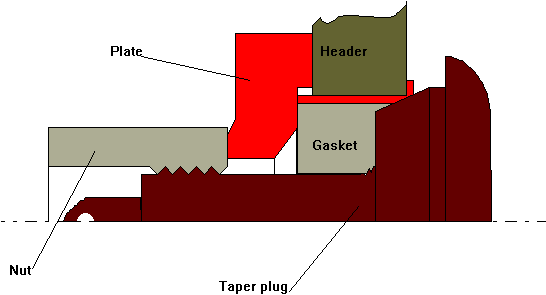 Plate
Header
Gasket
Nut
Taper plug